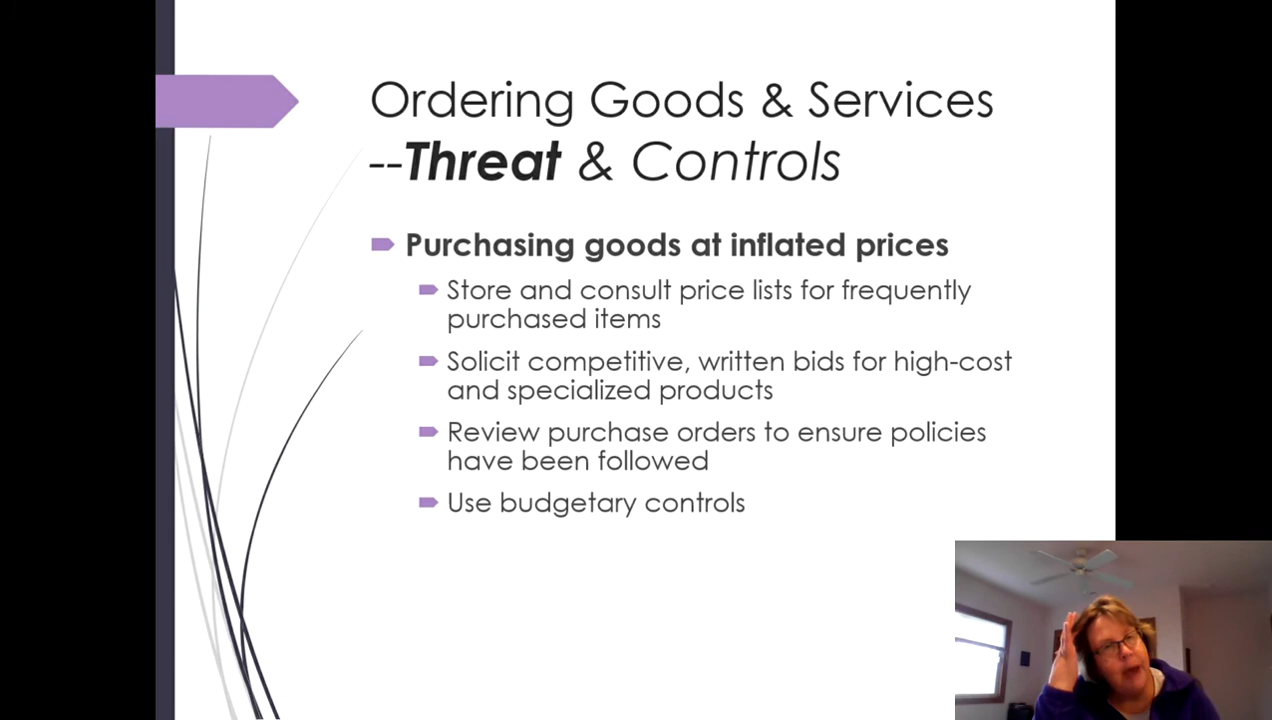 Ordering Goods & Services
--Threat & Controls
Purchasing goods at inflated prices
Store and consult price lists for frequently
purchased items
Solicit competitive, written bids for high-cost
and specialized products
Review purchase orders to ensure policies
have been followed
Use budgetary controls